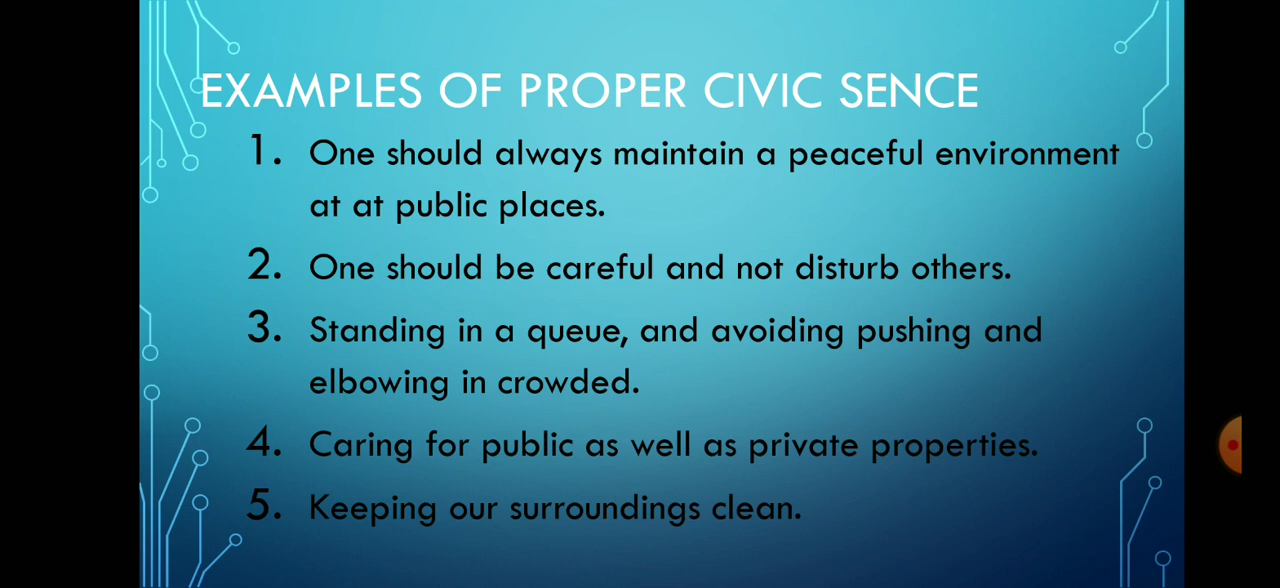 EXAMPLES OF PROPER CIVIC SENCE
1. One should always maintain a peaceful environment
at at public places.
2. One should be careful and not disturb others.
3. Standing in a queue, and avoiding pushing and
elbowing in crowded.
4. Caring for public as well as private properties.
5. Keeping our surroundings clean.